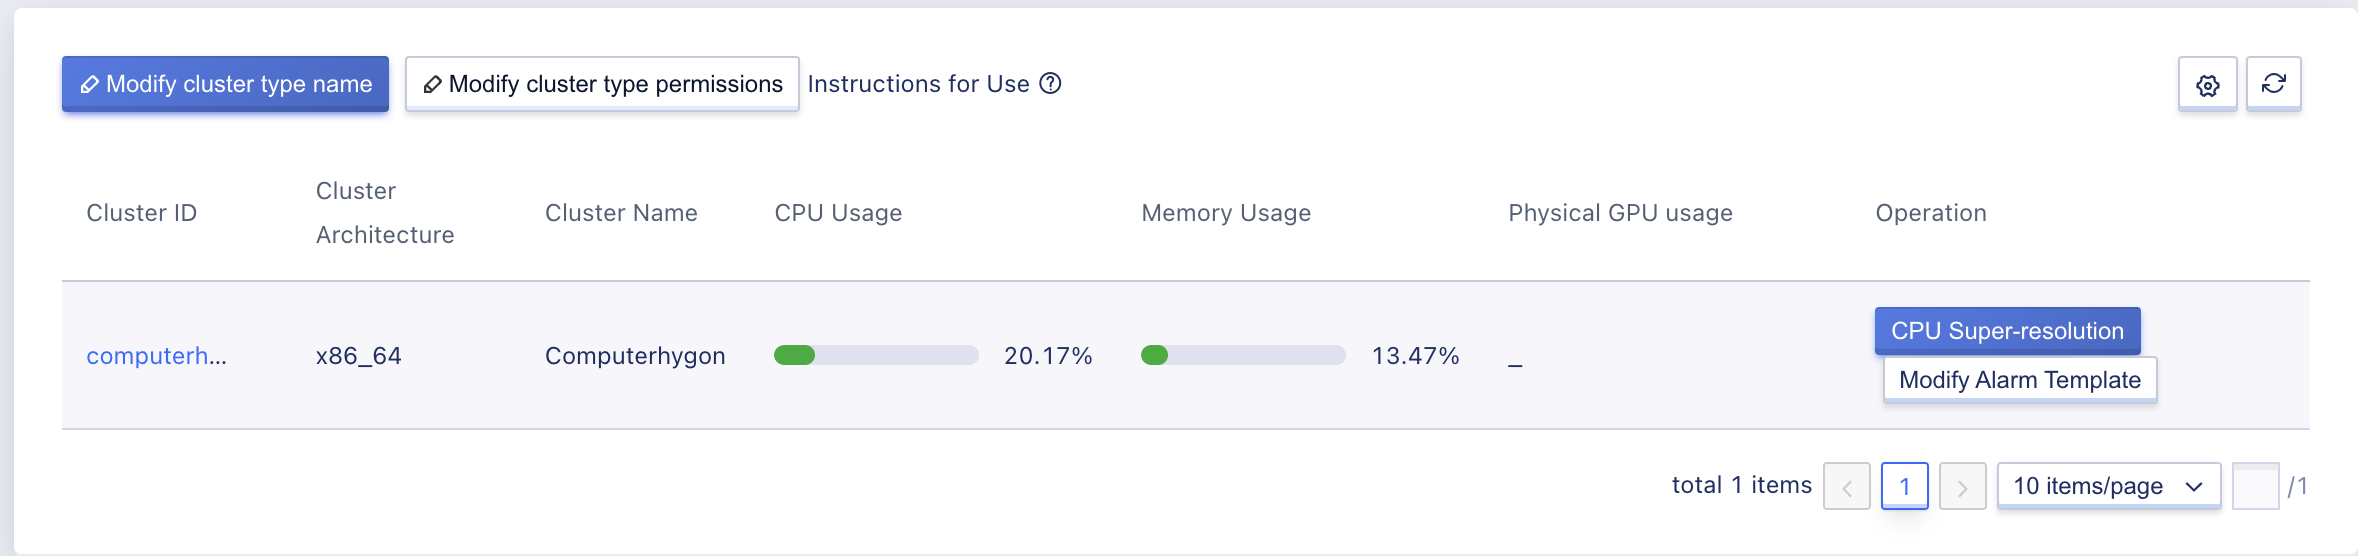 Modify cluster type name
Modify cluster type permissions
Instructions for Use
Cluster ID
Cluster
Architecture
Cluster Name
CPU Usage
Memory Usage
Physical GPU usage
Operation
computerh...
x86_64
Computerhygon
20.17%
13.47%
_
CPU Super-resolution
Modify Alarm Template
total 1 items
1
10 items/page
/1